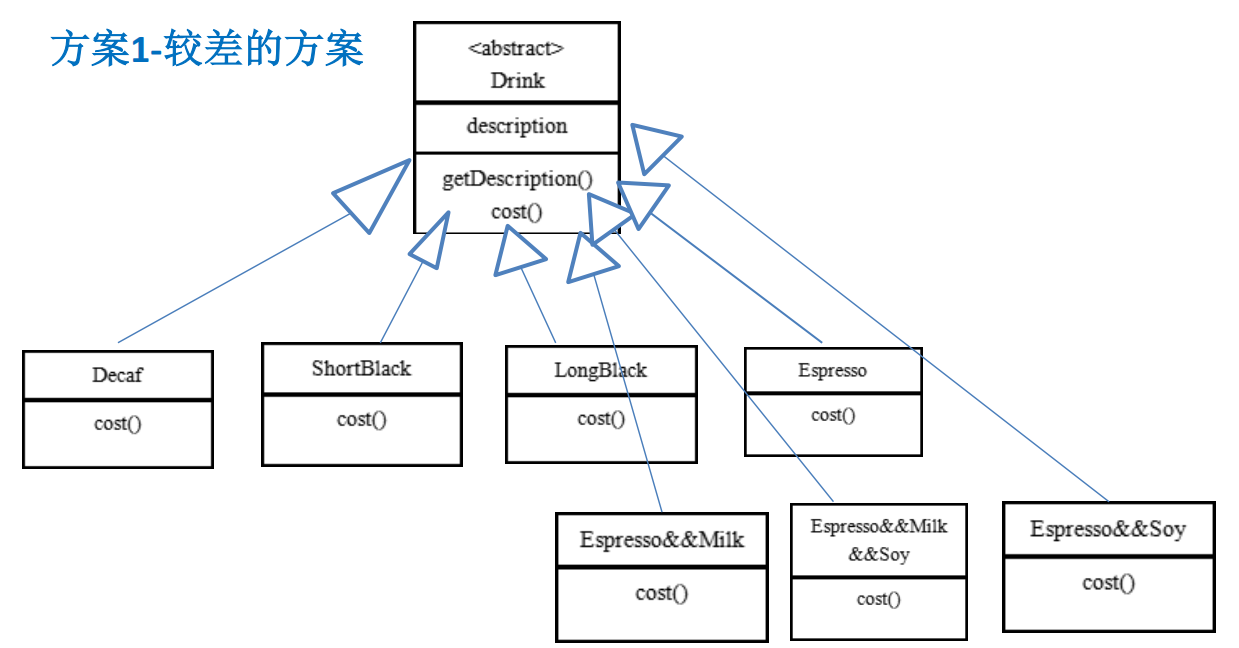 方案1-较差的方案
<abstract>
Drink
description
getDescription()
cost()
Decaf
cost()
ShortBlack
cost()
LongBlack
cost()
Espresso
cost()
Espresso&&Milk
cost()
Espresso&&Milk
&&Soy
cost()
Espresso&&Soy
cost()